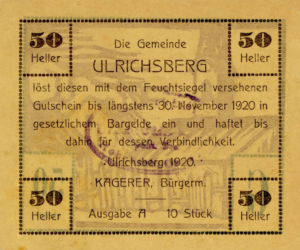 50 Heller
50 Heller
Die Gemeinde
ULRICHSBERG
löst diesen mit dem Feuchtsiegel versehenen
Gutschein bis längstens 30. November 1920 in
gesetzlichem Bargelde ein und haftet bis
dahin für dessen Verbindlichkeit.
Ulrichsberg 1920.
KAGERER, Bürgerm.
50 Heller
50 Heller
Ausgabe A - 10 Stück